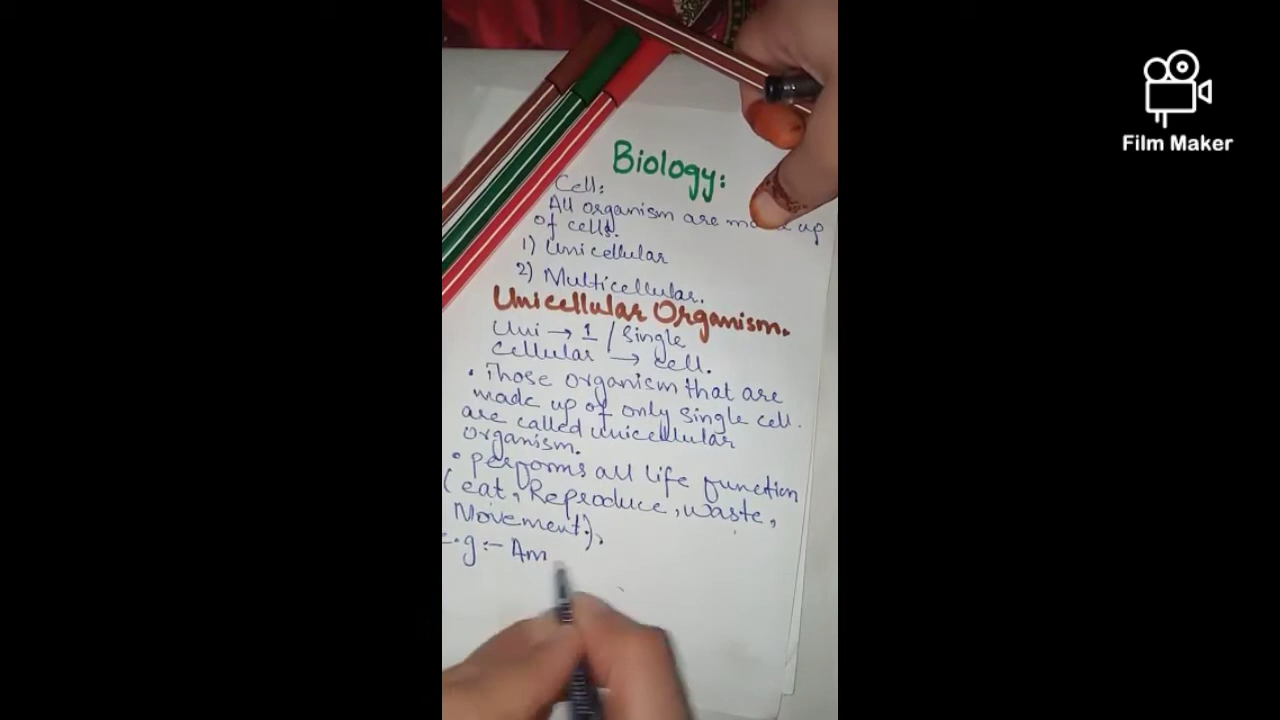 Biology:
Cell:
All organism are made up
of cells.
1) Unicellular
2) Multicellular.
Unicellular Organism.
Uni → 1 / Single
Cellular → cell.
• Those organism that are
made up of only single cell.
are called unicellular
organism.
• performs all life function
(eat, Reproduce, waste,
Movement.),
e.g :- Am
Film Maker